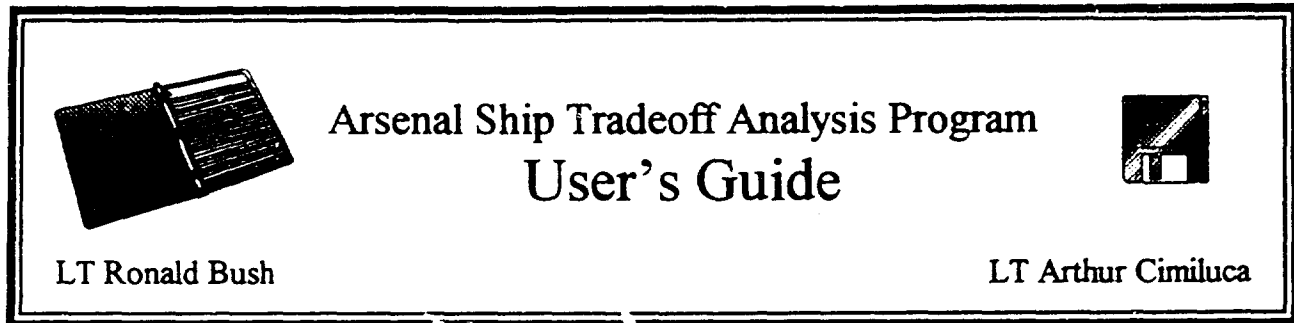 Arsenal Ship Tradeoff Analysis Program
User's Guide
LT Ronald Bush
LT Arthur Cimiluca